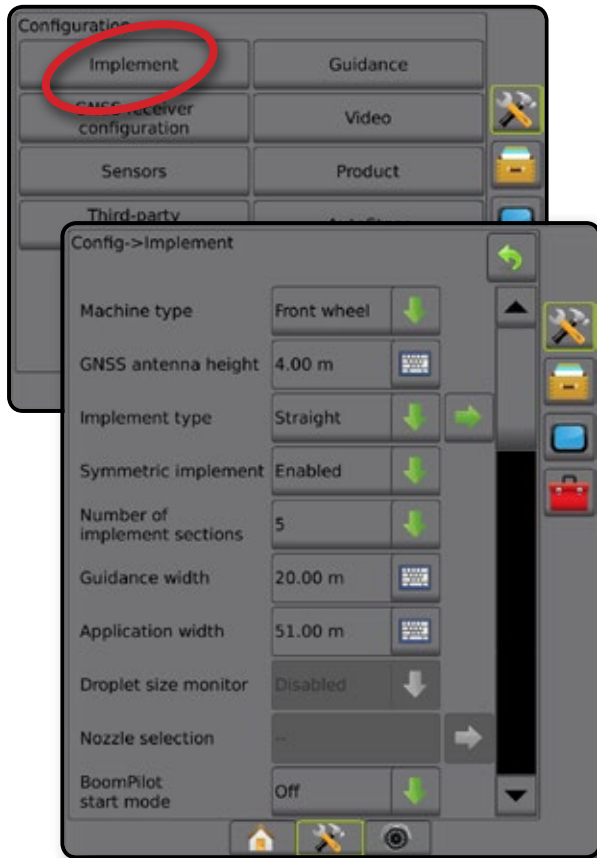 Configuration
Implement
Guidance
GNSS receiver
configuration
Video
Sensors
Product
Third-party
Config->Implement
Machine type
Front wheel
GNSS antenna height
4.00 m
Implement type
Straight
Symmetric implement
Enabled
Number of
implement sections
5
Guidance width
20.00 m
Application width
51.00 m
Droplet size monitor
Disabled
Nozzle selection
--
BoomPilot
start mode
Off